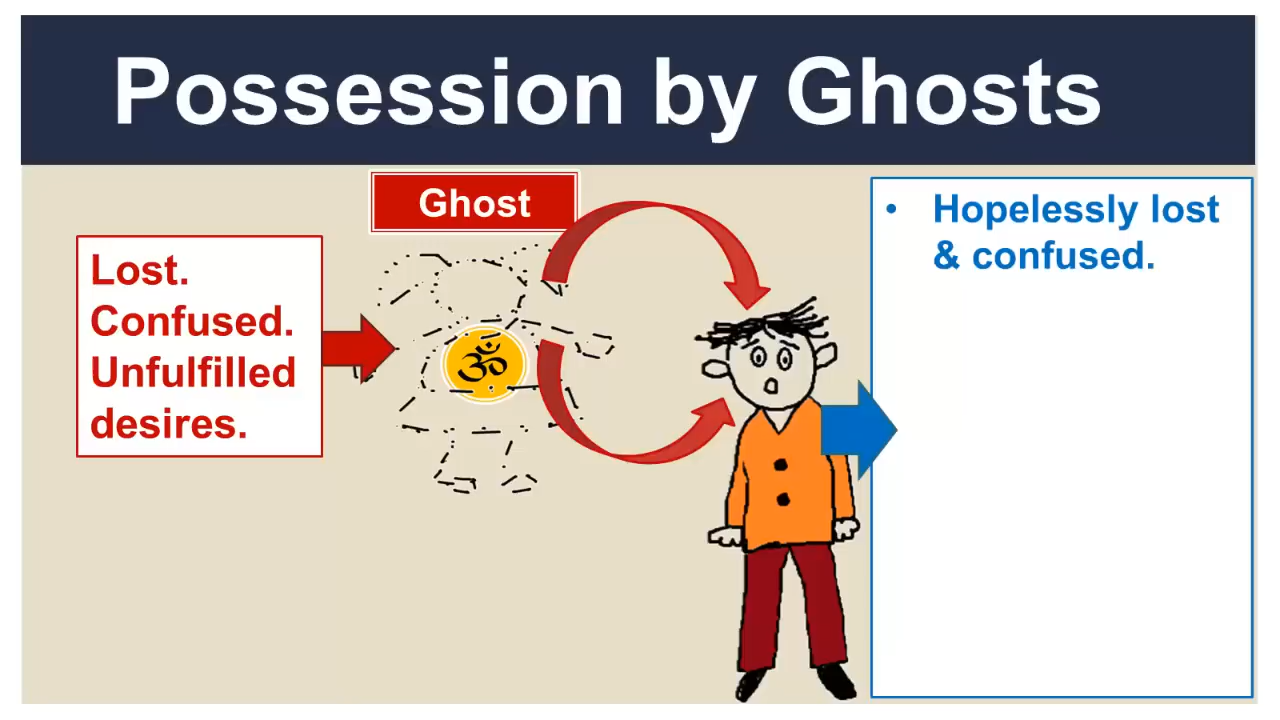 Possession by Ghosts
Ghost
Lost.
Confused.
Unfulfilled
desires.
ॐ
• Hopelessly lost
& confused.